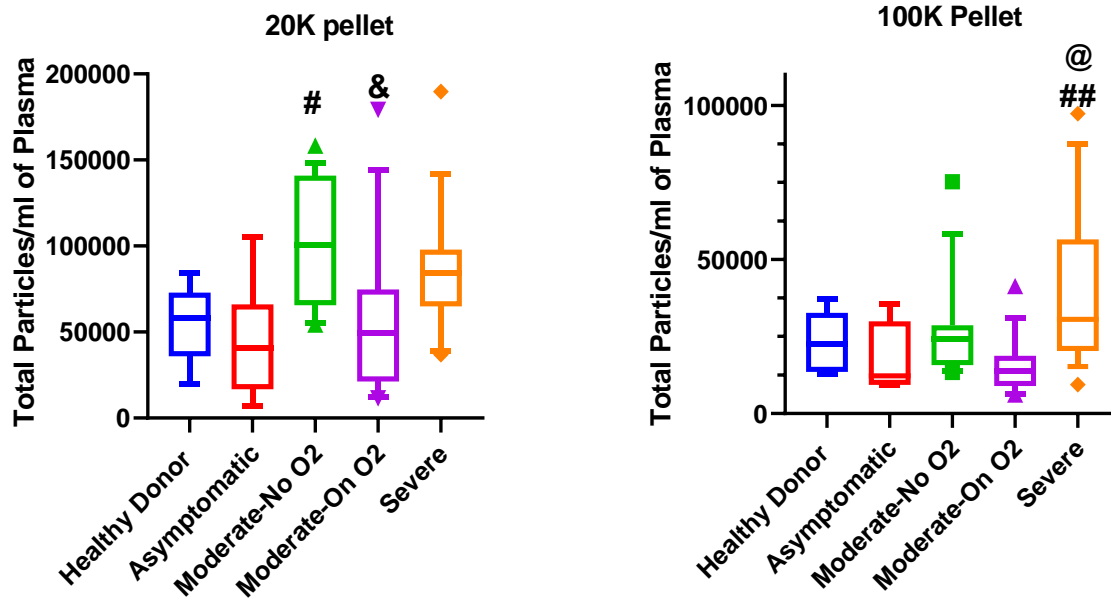 20K pellet
Total Particles/ml of Plasma
200000
150000
100000
50000
0
#
&
Healthy Donor
Asymptomatic
Moderate-No O2
Moderate-On O2
Severe
100K Pellet
Total Particles/ml of Plasma
100000
50000
0
@
##
Healthy Donor
Asymptomatic
Moderate-No O2
Moderate-On O2
Severe